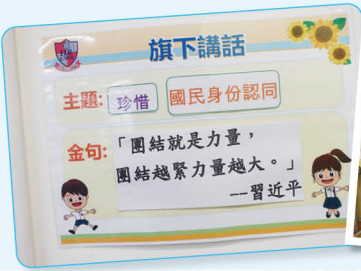 旗下講話
主題: 珍惜 國民身份認同
金句:「團結就是力量，
團結越緊力量越大。」
--習近平